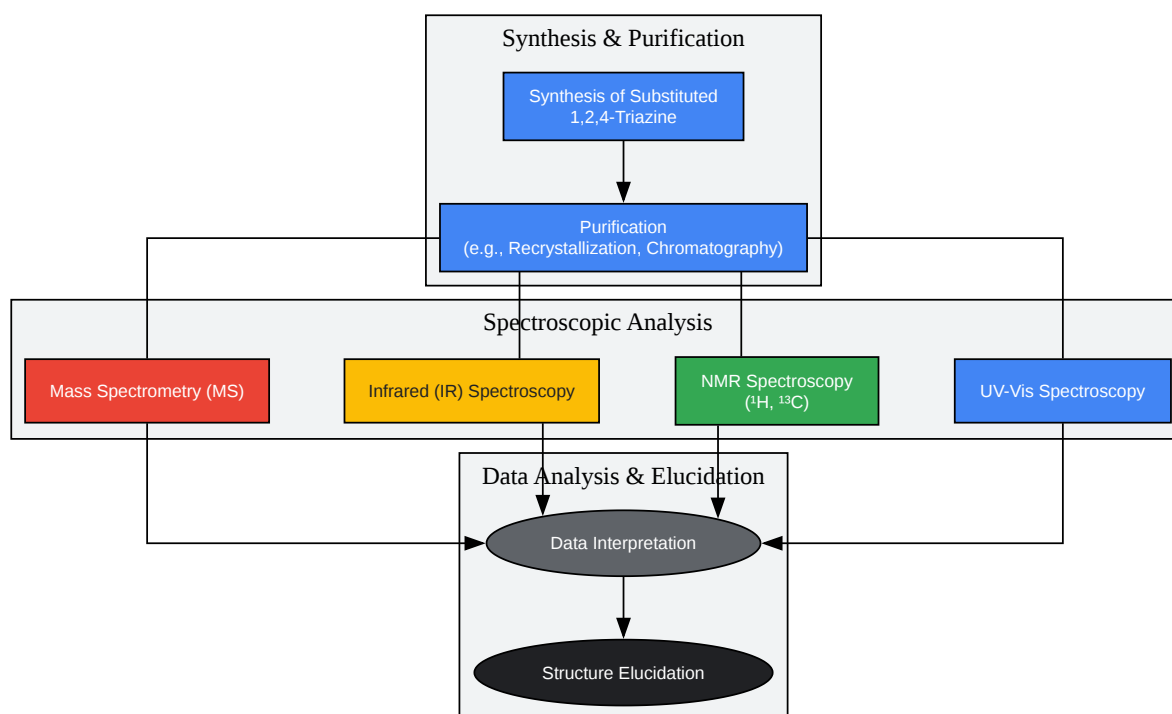 Synthesis & Purification
Synthesis of Substituted
1,2,4-Triazine
Purification
(e.g., Recrystallization, Chromatography)
Spectroscopic Analysis
Mass Spectrometry (MS)
Infrared (IR) Spectroscopy
NMR Spectroscopy
(¹H, ¹³C)
UV-Vis Spectroscopy
Data Analysis & Elucidation
Data Interpretation
Structure Elucidation